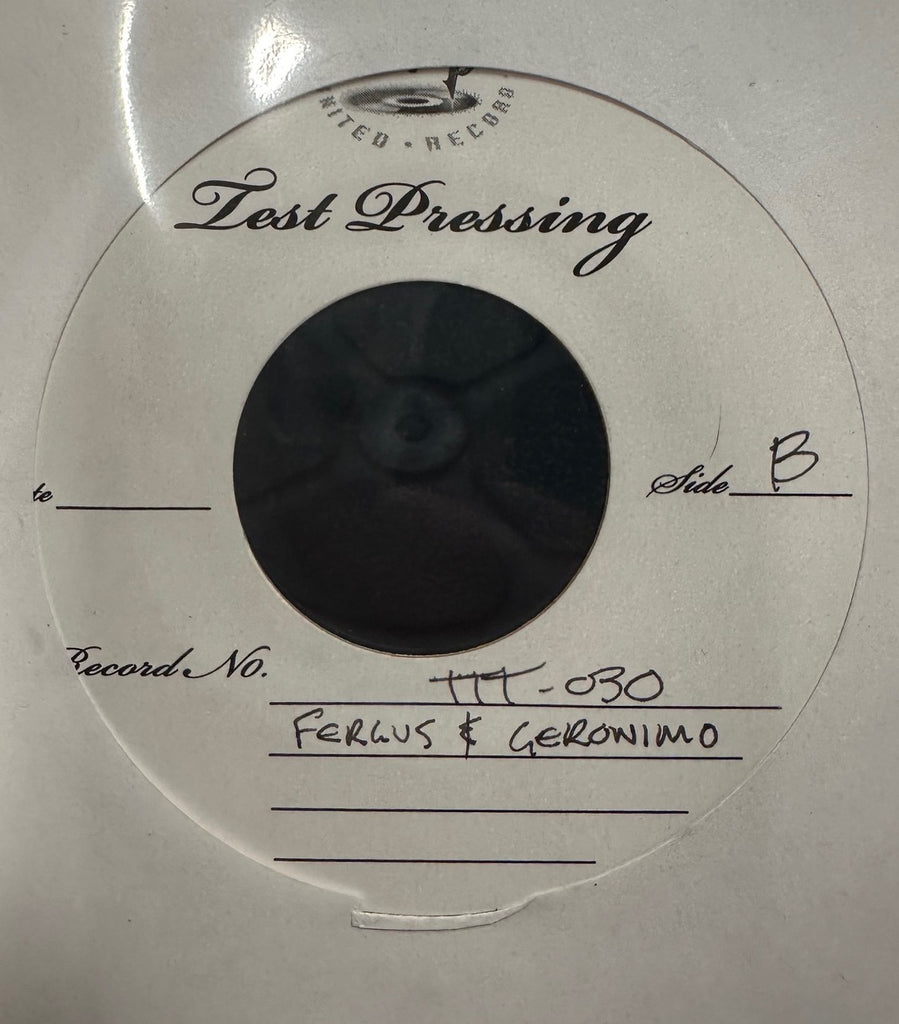 NITED • RECORD
Test Pressing
Side B
te
Record No.
TTT-030
FERGUS & GERONIMO